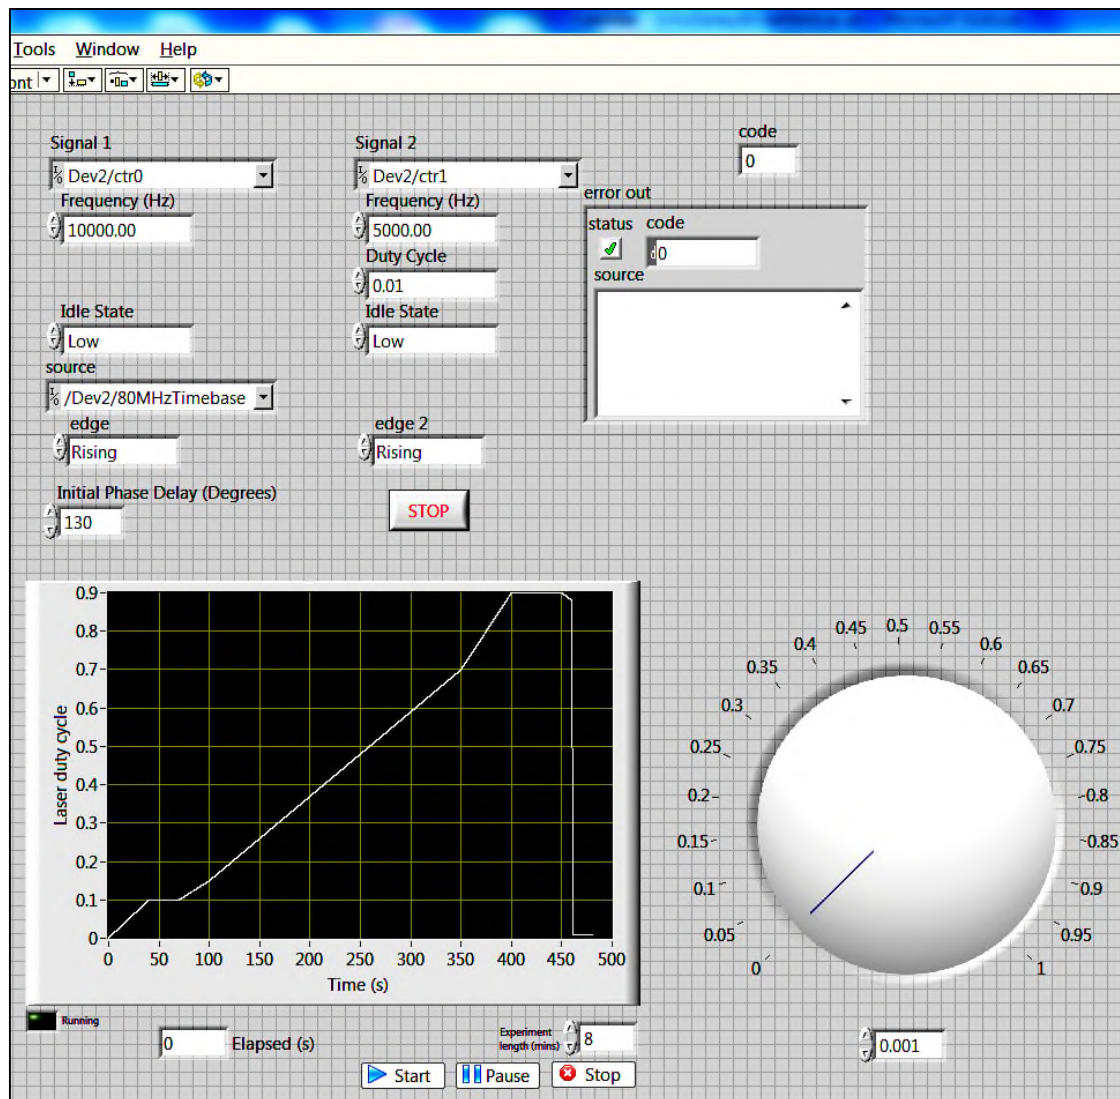 Tools Window Help
ont
Signal 1
Dev2/ctr0
Frequency (Hz)
10000.00
Idle State
Low
source
/Dev2/80MHzTimebase
edge
Rising
Initial Phase Delay (Degrees)
130
Signal 2
Dev2/ctr1
Frequency (Hz)
5000.00
Duty Cycle
0.01
Idle State
Low
edge 2
Rising
STOP
code
0
error out
status code
d0
source
Laser duty cycle
0.9
0.8
0.7
0.6
0.5
0.4
0.3
0.2
0.1
0
0 50 100 150 200 250 300 350 400 450 500
Time (s)
0 0.05 0.1 0.15 0.2 0.25 0.3 0.35 0.4 0.45 0.5 0.55 0.6 0.65 0.7 0.75 0.8 0.85 0.9 0.95 1
0.001
Running
0 Elapsed (s)
Experiment
length (mins)
8
Start Pause Stop